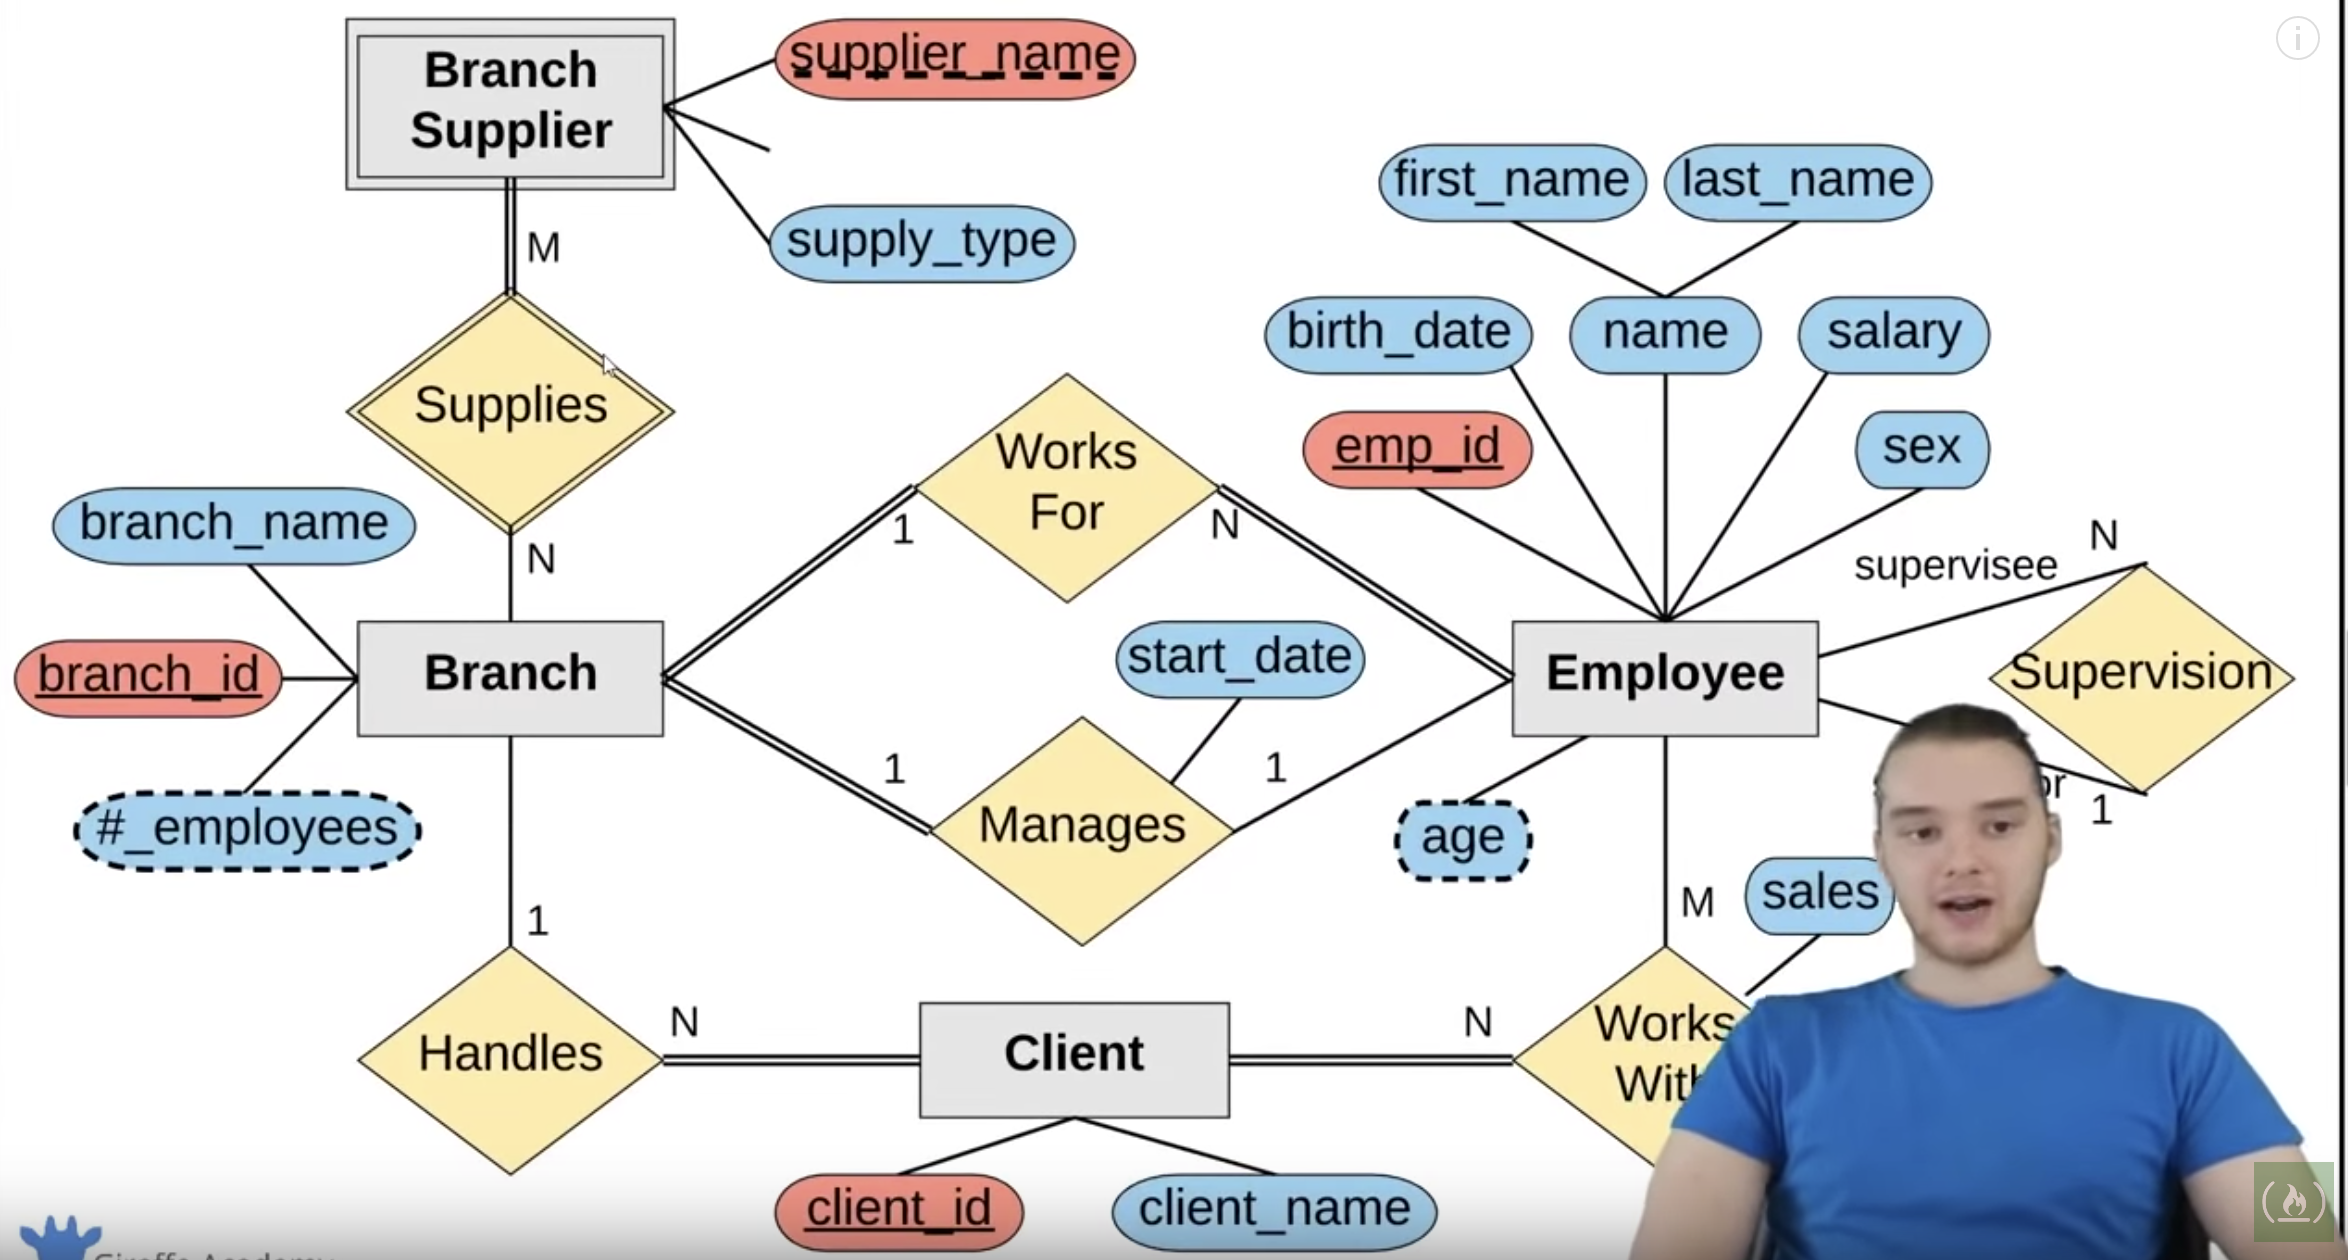 Branch
Supplier
supplier_name
supply_type
M
Supplies
N
first_name
last_name
birth_date
name
salary
emp_id
sex
Works
For
1
N
branch_name
branch_id
#_employees
Branch
start_date
1
Manages
1
Employee
supervisee
N
Supervision
or
1
age
M
sales
1
Handles
N
Client
N
Works
With
client_id
client_name
Giraffe Academy